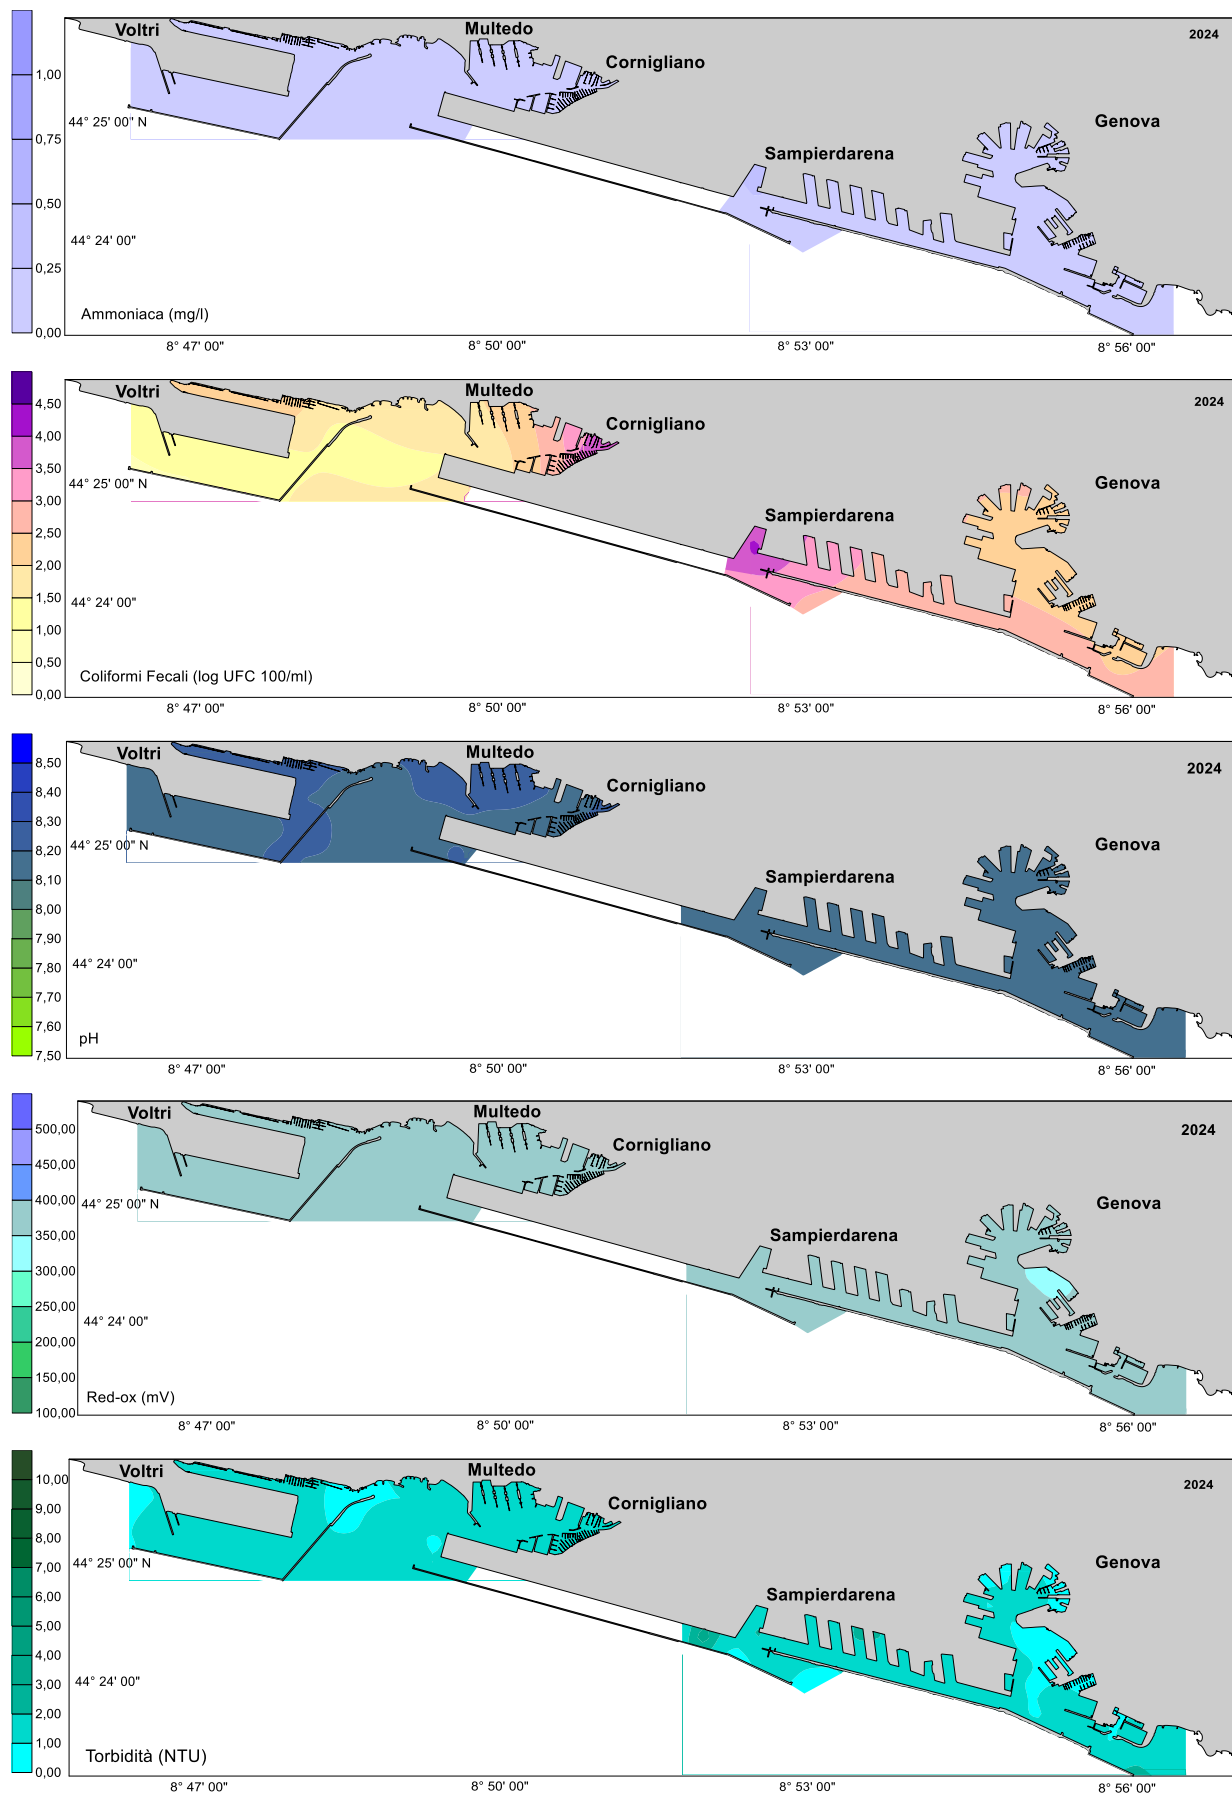 Voltri
Multedo
2024
Cornigliano
1,00
44° 25' 00" N
Genova
0,75
Sampierdarena
0,50
44° 24' 00"
0,25
Ammoniaca (mg/l)
0,00
8° 47' 00"
8° 50' 00"
8° 53' 00"
8° 56' 00"
Voltri
Multedo
2024
4,50
Cornigliano
4,00
3,50
44° 25' 00" N
Genova
3,00
Sampierdarena
2,50
2,00
1,50
44° 24' 00"
1,00
0,50
Coliformi Fecali (log UFC 100/ml)
0,00
8° 47' 00"
8° 50' 00"
8° 53' 00"
8° 56' 00"
Voltri
Multedo
2024
8,50
Cornigliano
8,40
8,30
44° 25' 00" N
Genova
8,20
Sampierdarena
8,10
8,00
7,90
44° 24' 00"
7,80
7,70
7,60
pH
7,50
8° 47' 00"
8° 50' 00"
8° 53' 00"
8° 56' 00"
Voltri
Multedo
2024
500,00
Cornigliano
450,00
400,00
44° 25' 00" N
Genova
350,00
Sampierdarena
300,00
250,00
44° 24' 00"
200,00
150,00
Red-ox (mV)
100,00
8° 47' 00"
8° 50' 00"
8° 53' 00"
8° 56' 00"
Voltri
Multedo
2024
10,00
Cornigliano
9,00
8,00
44° 25' 00" N
Genova
7,00
6,00
Sampierdarena
5,00
4,00
44° 24' 00"
3,00
2,00
1,00
Torbidità (NTU)
0,00
8° 47' 00"
8° 50' 00"
8° 53' 00"
8° 56' 00"